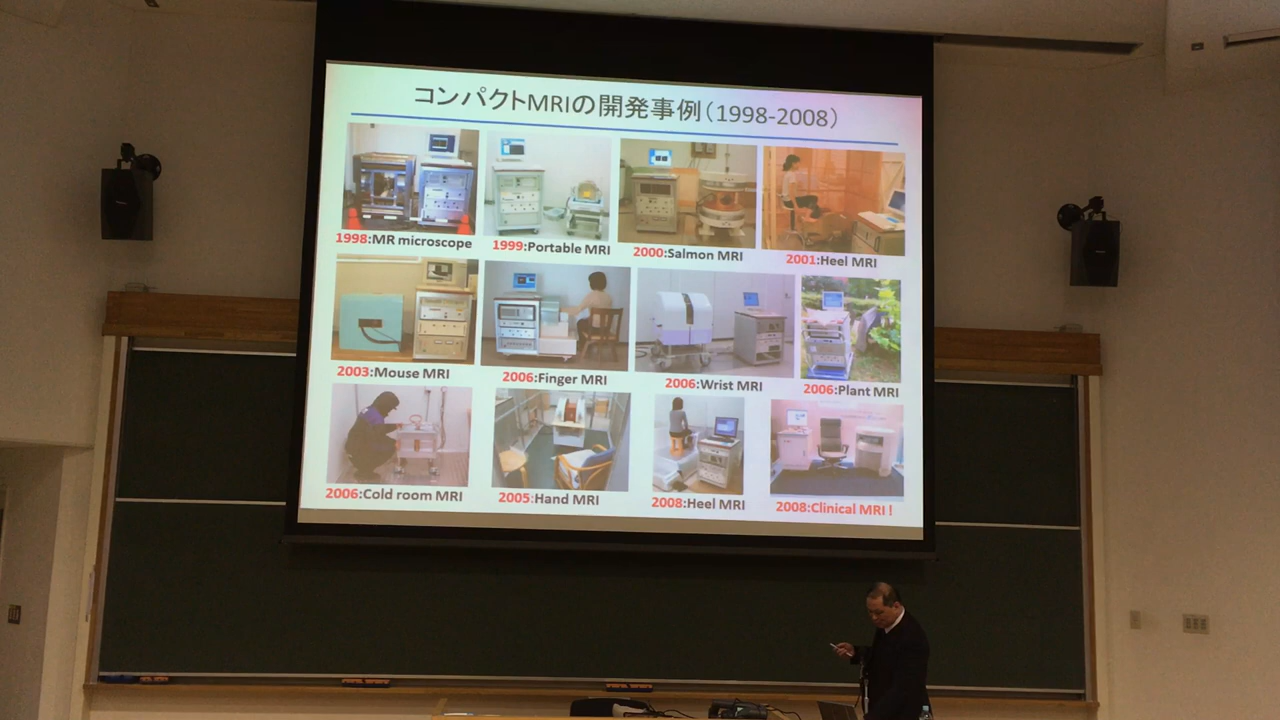 コンパクトMRIの開発事例(1998-2008)
1998:MR microscope
1999:Portable MRI
2000:Salmon MRI
2001:Heel MRI
2003:Mouse MRI
2006:Finger MRI
2006:Wrist MRI
2006:Plant MRI
2006:Cold room MRI
2005:Hand MRI
2008:Heel MRI
2008:Clinical MRI!